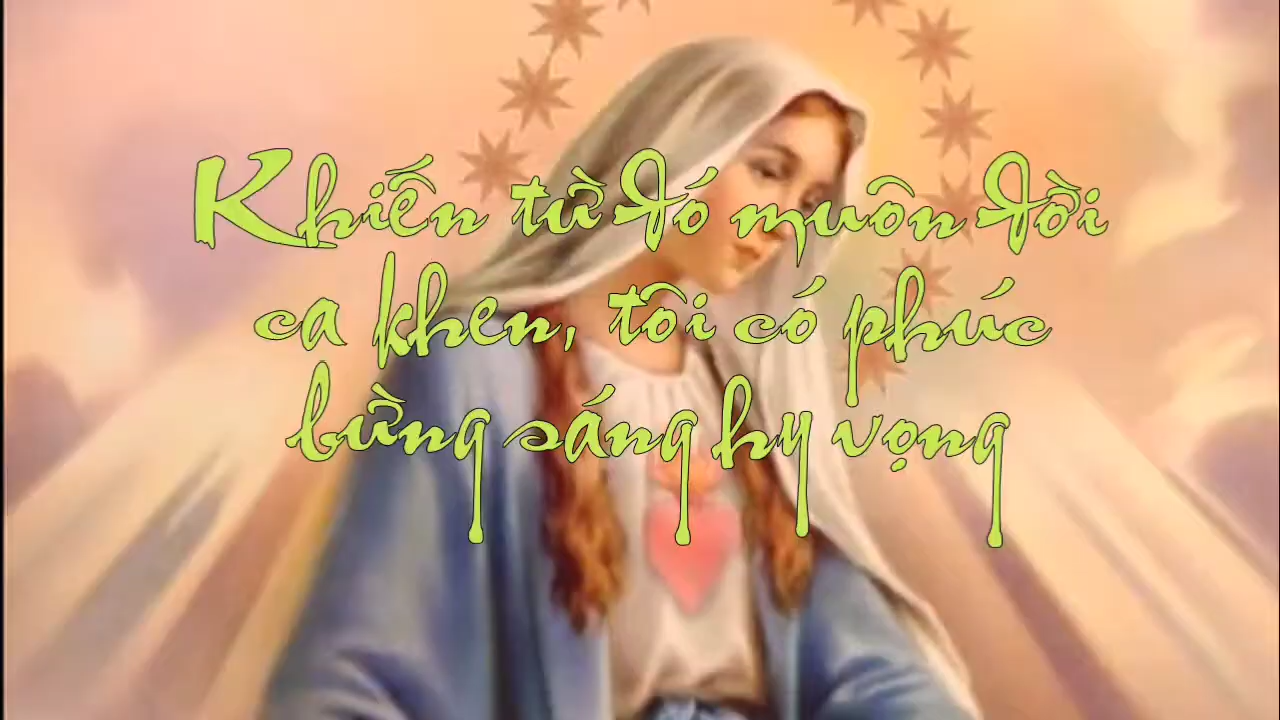 Khiến từ đó muôn đời
ca khen, tôi có phúc
bừng sáng hy vọng